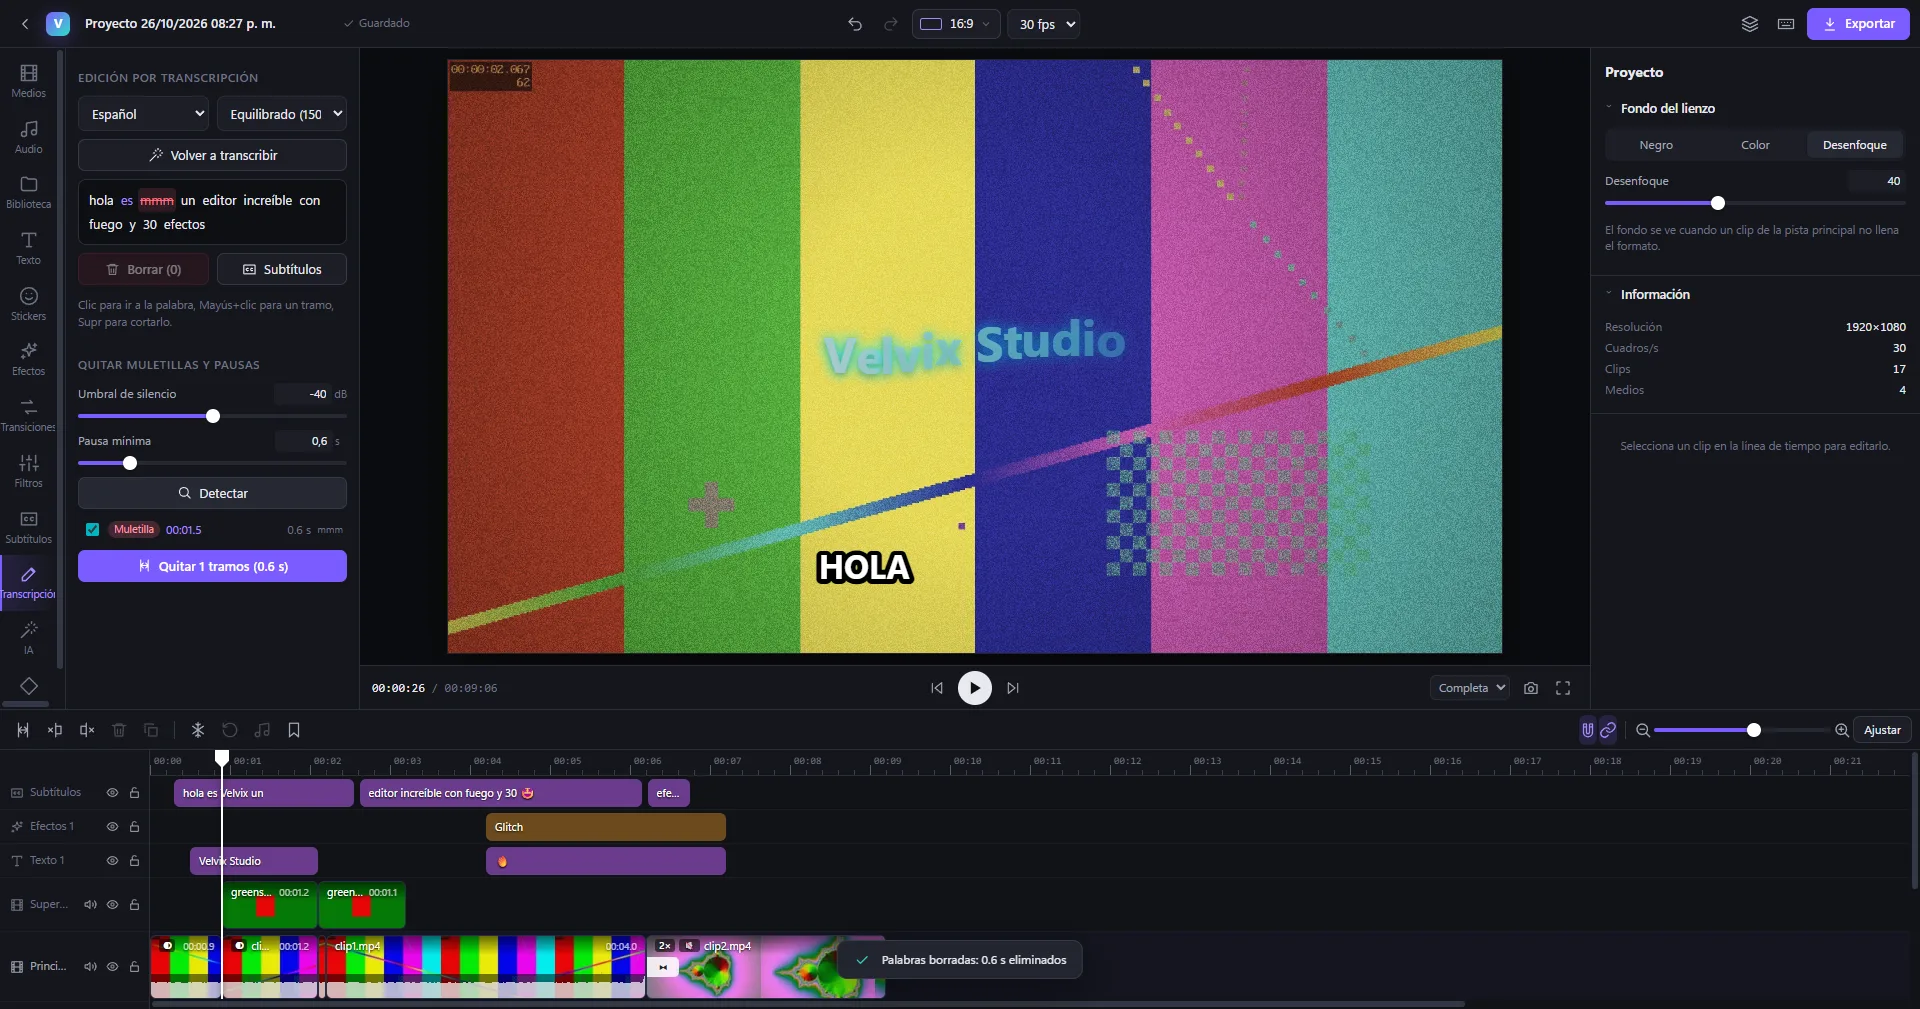 V
Proyecto 26/10/2026 08:27 p. m.
Guardado
16:9
30 fps
Exportar
Medios
Audio
Biblioteca
Texto
Stickers
Efectos
Transiciones
Filtros
Subtítulos
Transcripción
IA
EDICIÓN POR TRANSCRIPCIÓN
Español
Equilibrado (150
Volver a transcribir
hola es mmm un editor increíble con
fuego y 30 efectos
Borrar (0)
Subtítulos
Clic para ir a la palabra, Mayús+clic para un tramo,
Supr para cortarlo.
QUITAR MULETILLAS Y PAUSAS
Umbral de silencio
-40 dB
Pausa mínima
0,6 s
Detectar
Muletilla 00:01.5 0.6 s mmm
Quitar 1 tramos (0.6 s)
00:00:02.067
62
Velvix Studio
HOLA
00:00:26 / 00:09:06
Completa
Proyecto
Fondo del lienzo
Negro
Color
Desenfoque
Desenfoque
40
El fondo se ve cuando un clip de la pista principal no llena
el formato.
Información
Resolución 1920×1080
Cuadros/s 30
Clips 17
Medios 4
Selecciona un clip en la línea de tiempo para editarlo.
Ajustar
00:00 00:01 00:02 00:03 00:04 00:05 00:06 00:07 00:08 00:09 00:10 00:11 00:12 00:13 00:14 00:15 00:16 00:17 00:18 00:19 00:20 00:21
Subtítulos
hola es Velvix un
editor increíble con fuego y 30 🤩
efe...
Efectos 1
Glitch
Texto 1
Velvix Studio
🔥
Super...
greens... 00:01.2
green... 00:01.1
Princi...
00:00.9
cli... 00:01.2
clip1.mp4 00:04.0
2× clip2.mp4
Palabras borradas: 0.6 s eliminados